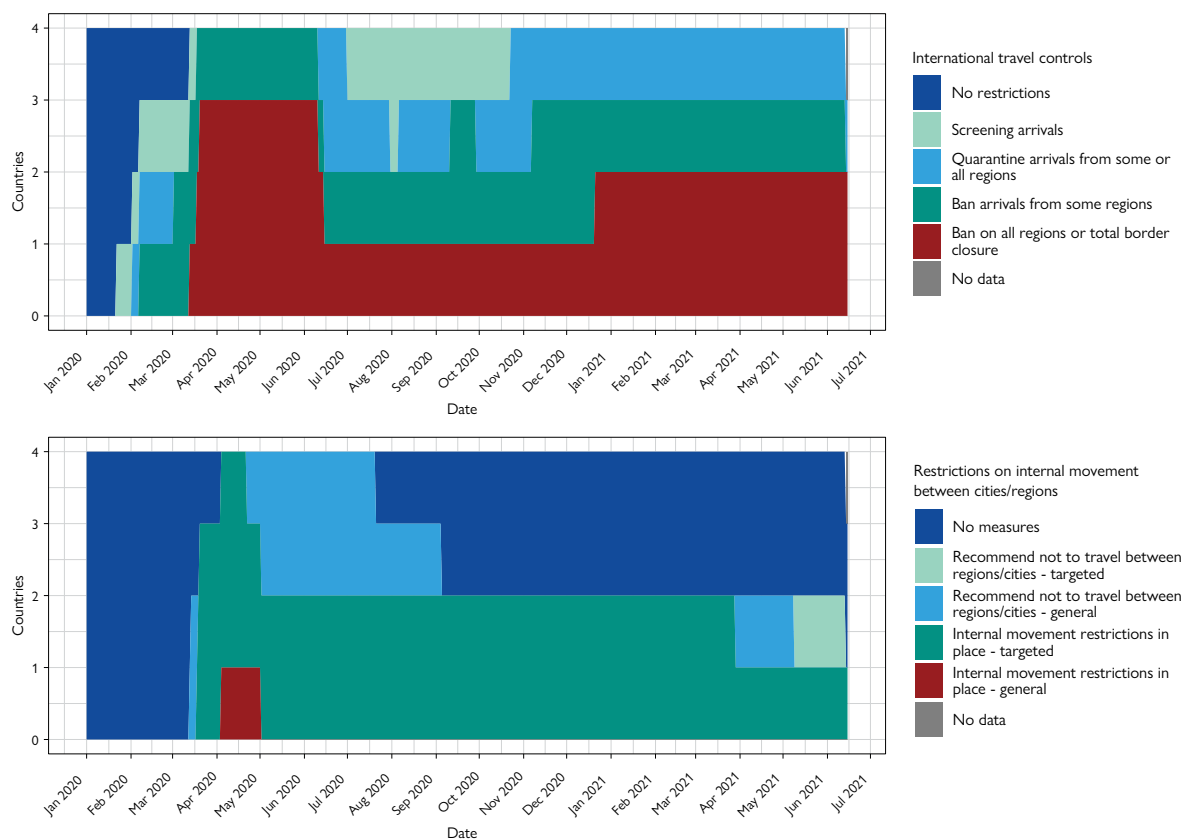 4
3
2
1
0
Countries
Jan 2020
Feb 2020
Mar 2020
Apr 2020
May 2020
Jun 2020
Jul 2020
Aug 2020
Sep 2020
Oct 2020
Nov 2020
Dec 2020
Jan 2021
Feb 2021
Mar 2021
Apr 2021
May 2021
Jun 2021
Jul 2021
Date
International travel controls
No restrictions
Screening arrivals
Quarantine arrivals from some or
all regions
Ban arrivals from some regions
Ban on all regions or total border
closure
No data
4
3
2
1
0
Countries
Jan 2020
Feb 2020
Mar 2020
Apr 2020
May 2020
Jun 2020
Jul 2020
Aug 2020
Sep 2020
Oct 2020
Nov 2020
Dec 2020
Jan 2021
Feb 2021
Mar 2021
Apr 2021
May 2021
Jun 2021
Jul 2021
Date
Restrictions on internal movement
between cities/regions
No measures
Recommend not to travel between
regions/cities - targeted
Recommend not to travel between
regions/cities - general
Internal movement restrictions in
place - targeted
Internal movement restrictions in
place - general
No data